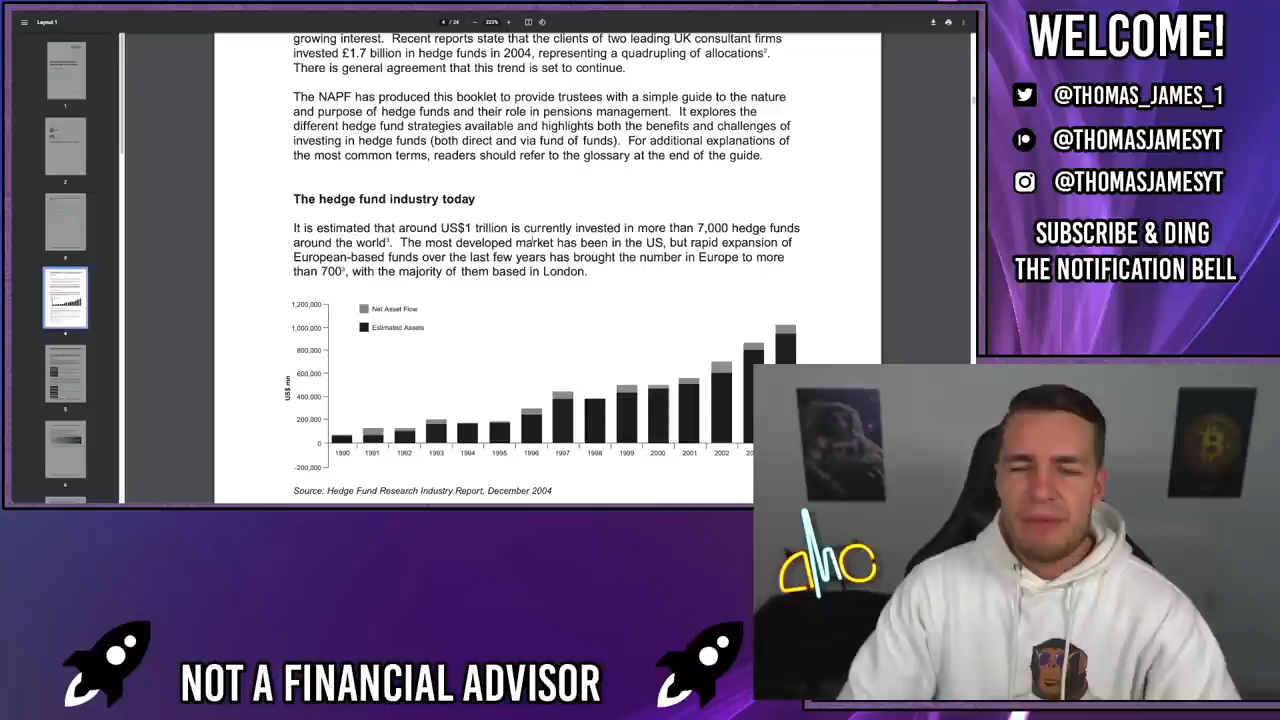 Layout 1
4 / 24
223%
growing interest. Recent reports state that the clients of two leading UK consultant firms
invested £1.7 billion in hedge funds in 2004, representing a quadrupling of allocations².
There is general agreement that this trend is set to continue.
The NAPF has produced this booklet to provide trustees with a simple guide to the nature
and purpose of hedge funds and their role in pensions management. It explores the
different hedge fund strategies available and highlights both the benefits and challenges of
investing in hedge funds (both direct and via fund of funds). For additional explanations of
the most common terms, readers should refer to the glossary at the end of the guide.
The hedge fund industry today
It is estimated that around US$1 trillion is currently invested in more than 7,000 hedge funds
around the world³. The most developed market has been in the US, but rapid expansion of
European-based funds over the last few years has brought the number in Europe to more
than 700³, with the majority of them based in London.
1,200,000
1,000,000
800,000
600,000
400,000
200,000
0
-200,000
US$ mn
Net Asset Flow
Estimated Assets
1990 1991 1992 1993 1994 1995 1996 1997 1998 1999 2000 2001 2002
Source: Hedge Fund Research Industry Report, December 2004
1
2
3
4
5
6
WELCOME!
@THOMAS_JAMES_1
@THOMASJAMESYT
@THOMASJAMESYT
SUBSCRIBE & DING
THE NOTIFICATION BELL
NOT A FINANCIAL ADVISOR